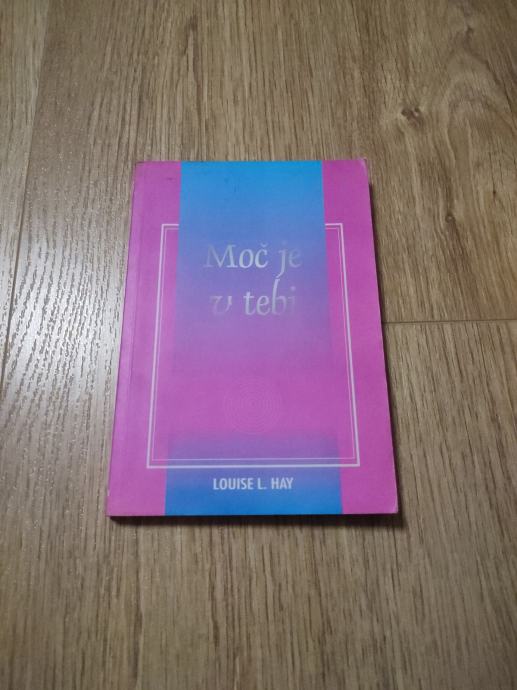 Moč je
v tebi
LOUISE L. HAY